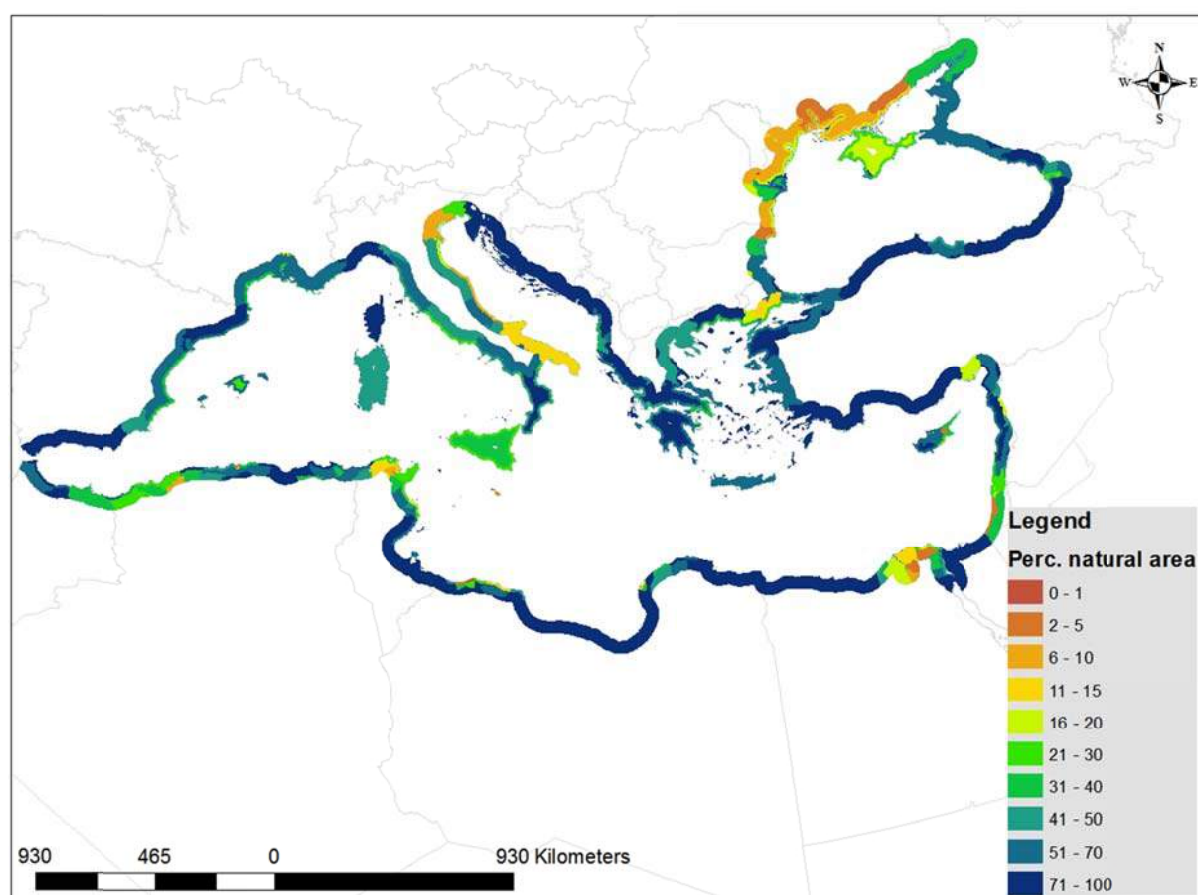 N
W E
S
Legend
Perc. natural area
0 - 1
2 - 5
6 - 10
11 - 15
16 - 20
21 - 30
31 - 40
41 - 50
51 - 70
71 - 100
930 465 0 930 Kilometers